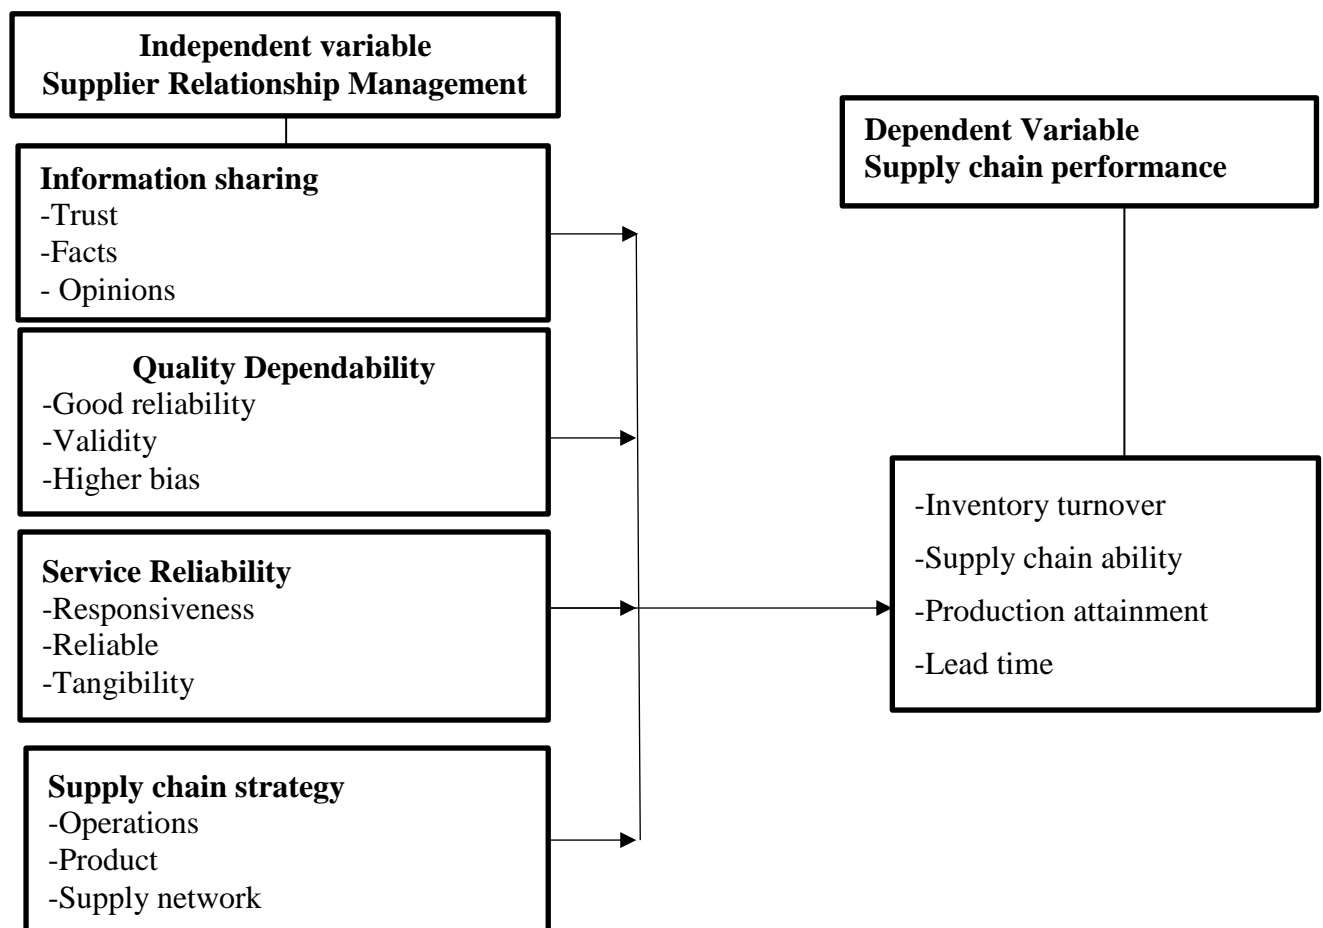 Independent variable
Supplier Relationship Management
Information sharing
-Trust
-Facts
- Opinions
Quality Dependability
-Good reliability
-Validity
-Higher bias
Service Reliability
-Responsiveness
-Reliable
-Tangibility
Supply chain strategy
-Operations
-Product
-Supply network
Dependent Variable
Supply chain performance
-Inventory turnover
-Supply chain ability
-Production attainment
-Lead time